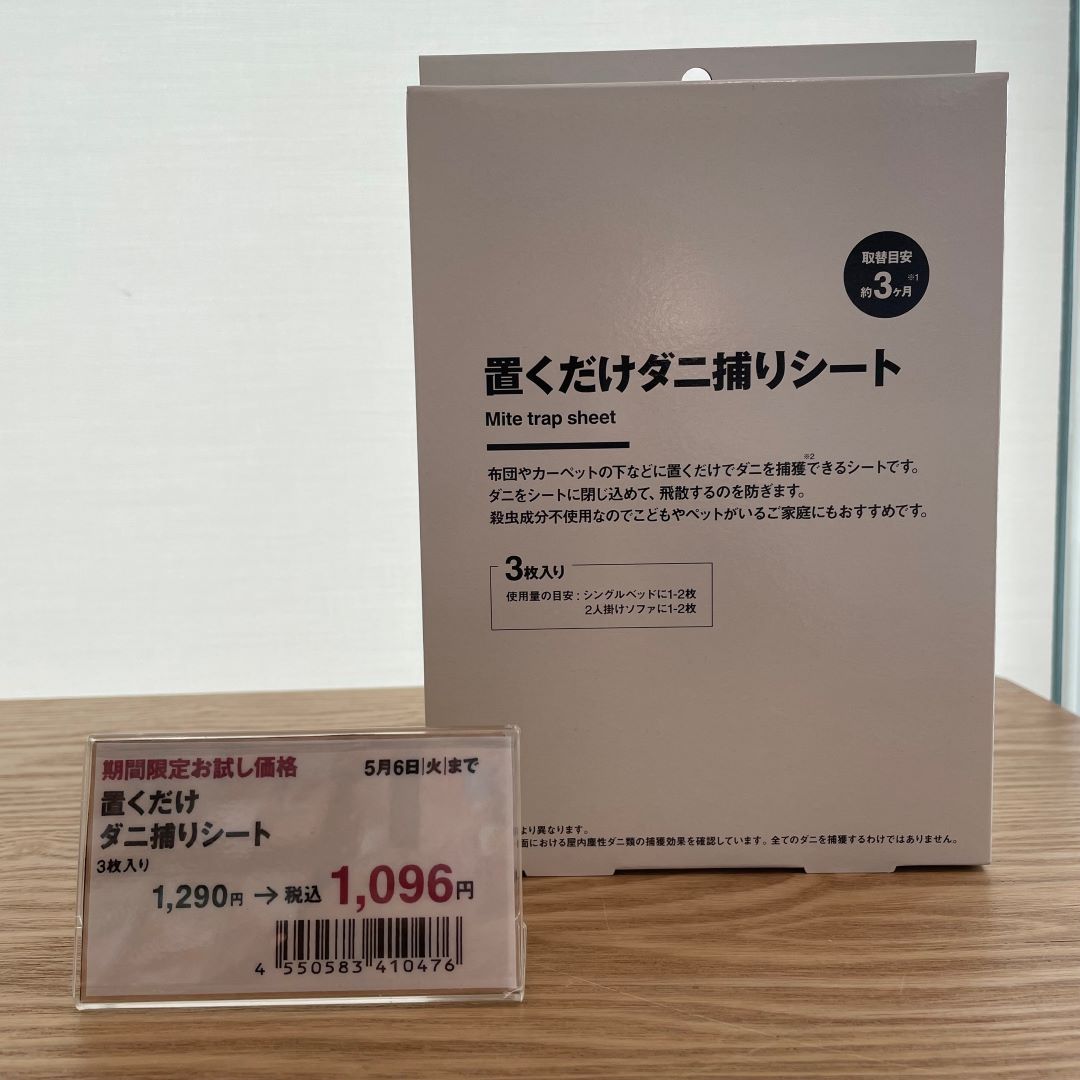 取替目安
約3ヶ月※1
置くだけダニ捕りシート
Mite trap sheet
布団やカーペットの下などに置くだけでダニを捕獲※2できるシートです。
ダニをシートに閉じ込めて、飛散するのを防ぎます。
殺虫成分不使用なのでこどもやペットがいるご家庭にもおすすめです。
3枚入り
使用量の目安:シングルベッドに1-2枚
2人掛けソファに1-2枚
より異なります。
面における屋内塵性ダニ類の捕獲効果を確認しています。全てのダニを捕獲するわけではありません。
期間限定お試し価格 5月6日|火|まで
置くだけ
ダニ捕りシート
3枚入り
1,290円→税込1,096円
4 550583 410476